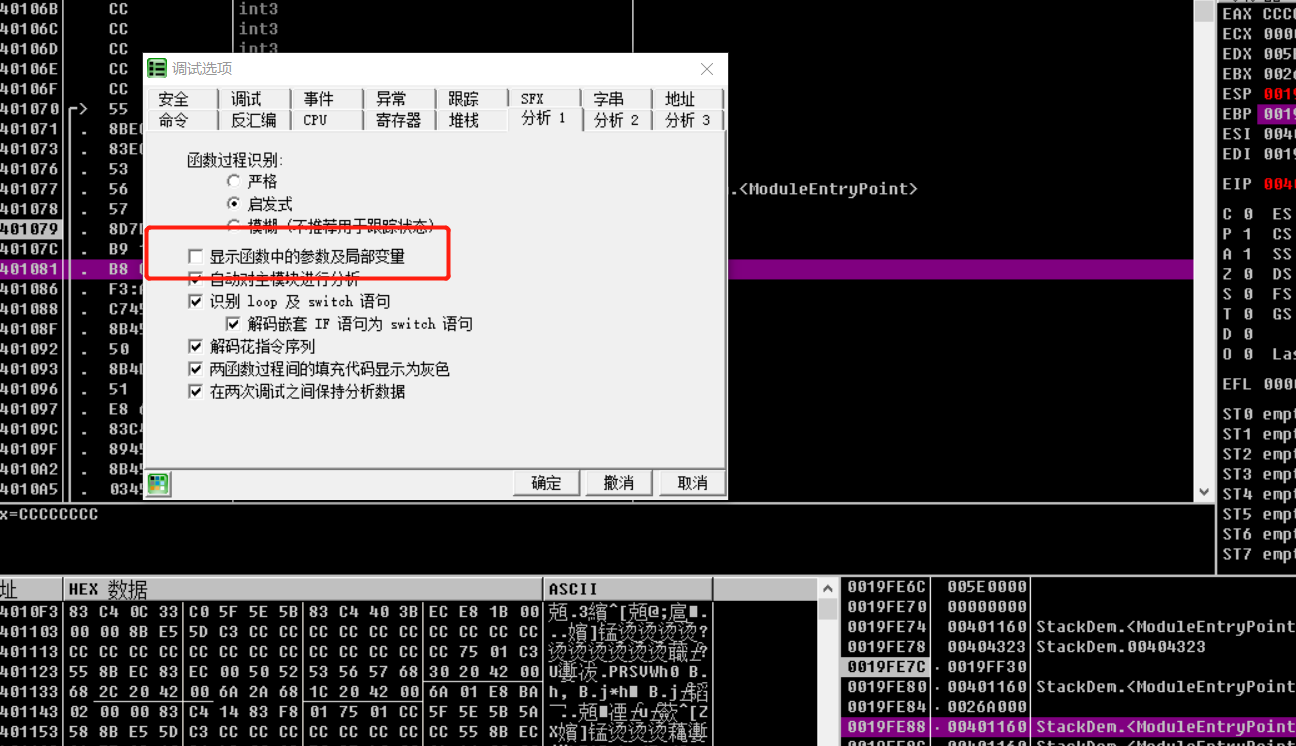 40106B CC int3
40106C CC int3
40106D CC int3
40106E CC
40106F CC
401070 55
401071 . 8BE
401073 . 83E
401076 . 53
401077 . 56
401078 . 57
401079 . 8D7
40107C . B9
401081 . B8
401086 . F3:
401088 . C74
40108F . 8B4
401092 . 50
401093 . 8B4
401096 . 51
401097 . E8
40109C . 83C
40109F . 894
4010A2 . 8B4
4010A5 . 034
调试选项
安全 调试 事件 异常 跟踪 SFX 字串 地址
命令 反汇编 CPU 寄存器 堆栈 分析 1 分析 2 分析 3
函数过程识别:
严格
启发式
模糊 (不推荐用于跟踪状态)
显示函数中的参数及局部变量
自动对主模块进行分析
识别 loop 及 switch 语句
解码嵌套 IF 语句为 switch 语句
解码花指令序列
两函数过程间的填充代码显示为灰色
在两次调试之间保持分析数据
确定 撤消 取消
.<ModuleEntryPoint>
EAX CCC
ECX 000
EDX 005
EBX 002
ESP 0019
EBP 0019
ESI 004
EDI 0019
EIP 004
C 0 ES
P 1 CS
A 1 SS
Z 0 DS
S 0 FS
T 0 GS
D 0
O 0 Las
EFL 000
ST0 empt
ST1 empt
ST2 empt
ST3 empt
ST4 empt
ST5 empt
ST6 empt
ST7 empt
x=CCCCCCCC
址 HEX 数据 ASCII
4010F3 83 C4 0C 33 C0 5F 5E 5B 83 C4 40 3B EC E8 1B 00
401103 00 00 8B E5 5D C3 CC CC CC CC CC CC CC CC CC CC
401113 CC CC CC CC CC CC CC CC CC CC CC CC CC 75 01 C3
401123 55 8B EC 83 EC 00 50 52 53 56 57 68 30 20 42 00
401133 68 2C 20 42 00 6A 2A 68 1C 20 42 00 6A 01 E8 BA
401143 02 00 00 83 C4 14 83 F8 01 75 01 CC 5F 5E 5B 5A
401153 58 8B E5 5D C3 CC CC CC CC CC CC CC CC 55 8B EC
0019FE6C 005E0000
0019FE70 00000000
0019FE74 00401160 StackDem.<ModuleEntryPoint
0019FE78 00404323 StackDem.00404323
0019FE7C . 0019FF30
0019FE80 . 00401160 StackDem.<ModuleEntryPoint
0019FE84 . 0026A000
0019FE88 . 00401160 StackDem.<ModuleEntryPoint